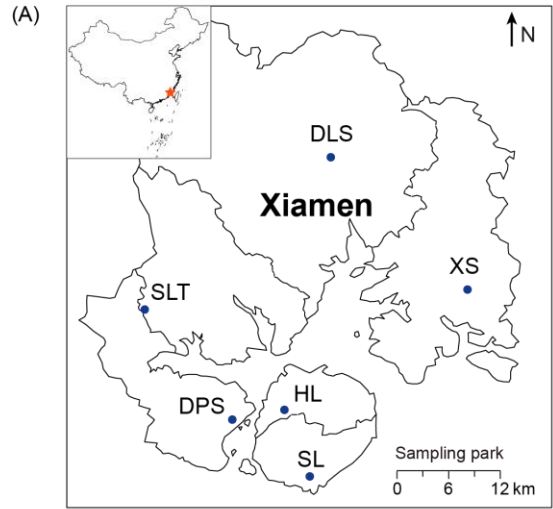 (A)
N
DLS
Xiamen
XS
SLT
HL
DPS
SL
Sampling park
0 6 12 km